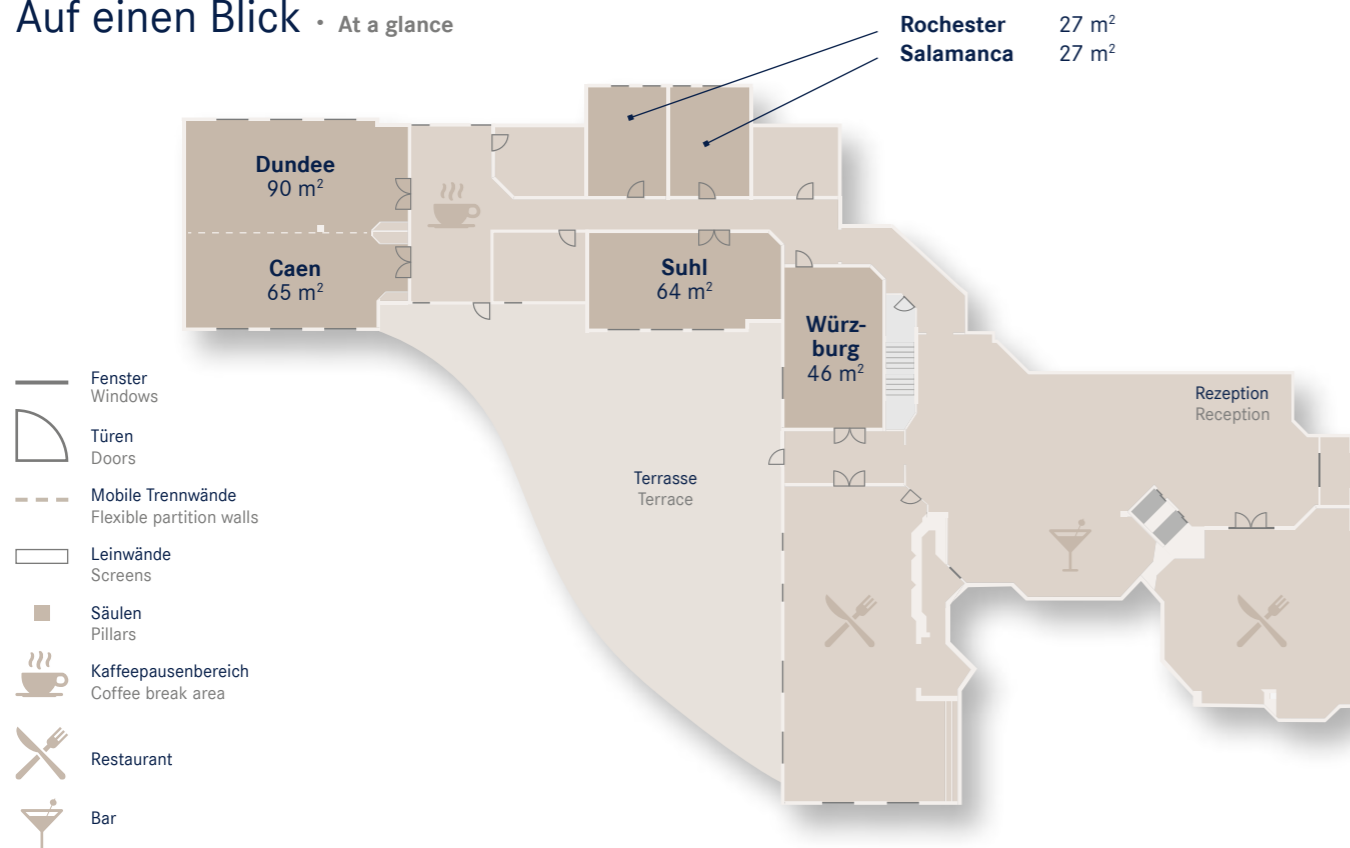 Auf einen Blick · At a glance
Rochester 27 m²
Salamanca 27 m²
Dundee
90 m²
Caen
65 m²
Suhl
64 m²
Würz-
burg
46 m²
Rezeption
Reception
Terrasse
Terrace
Fenster
Windows
Türen
Doors
Mobile Trennwände
Flexible partition walls
Leinwände
Screens
Säulen
Pillars
Kaffeepausenbereich
Coffee break area
Restaurant
Bar